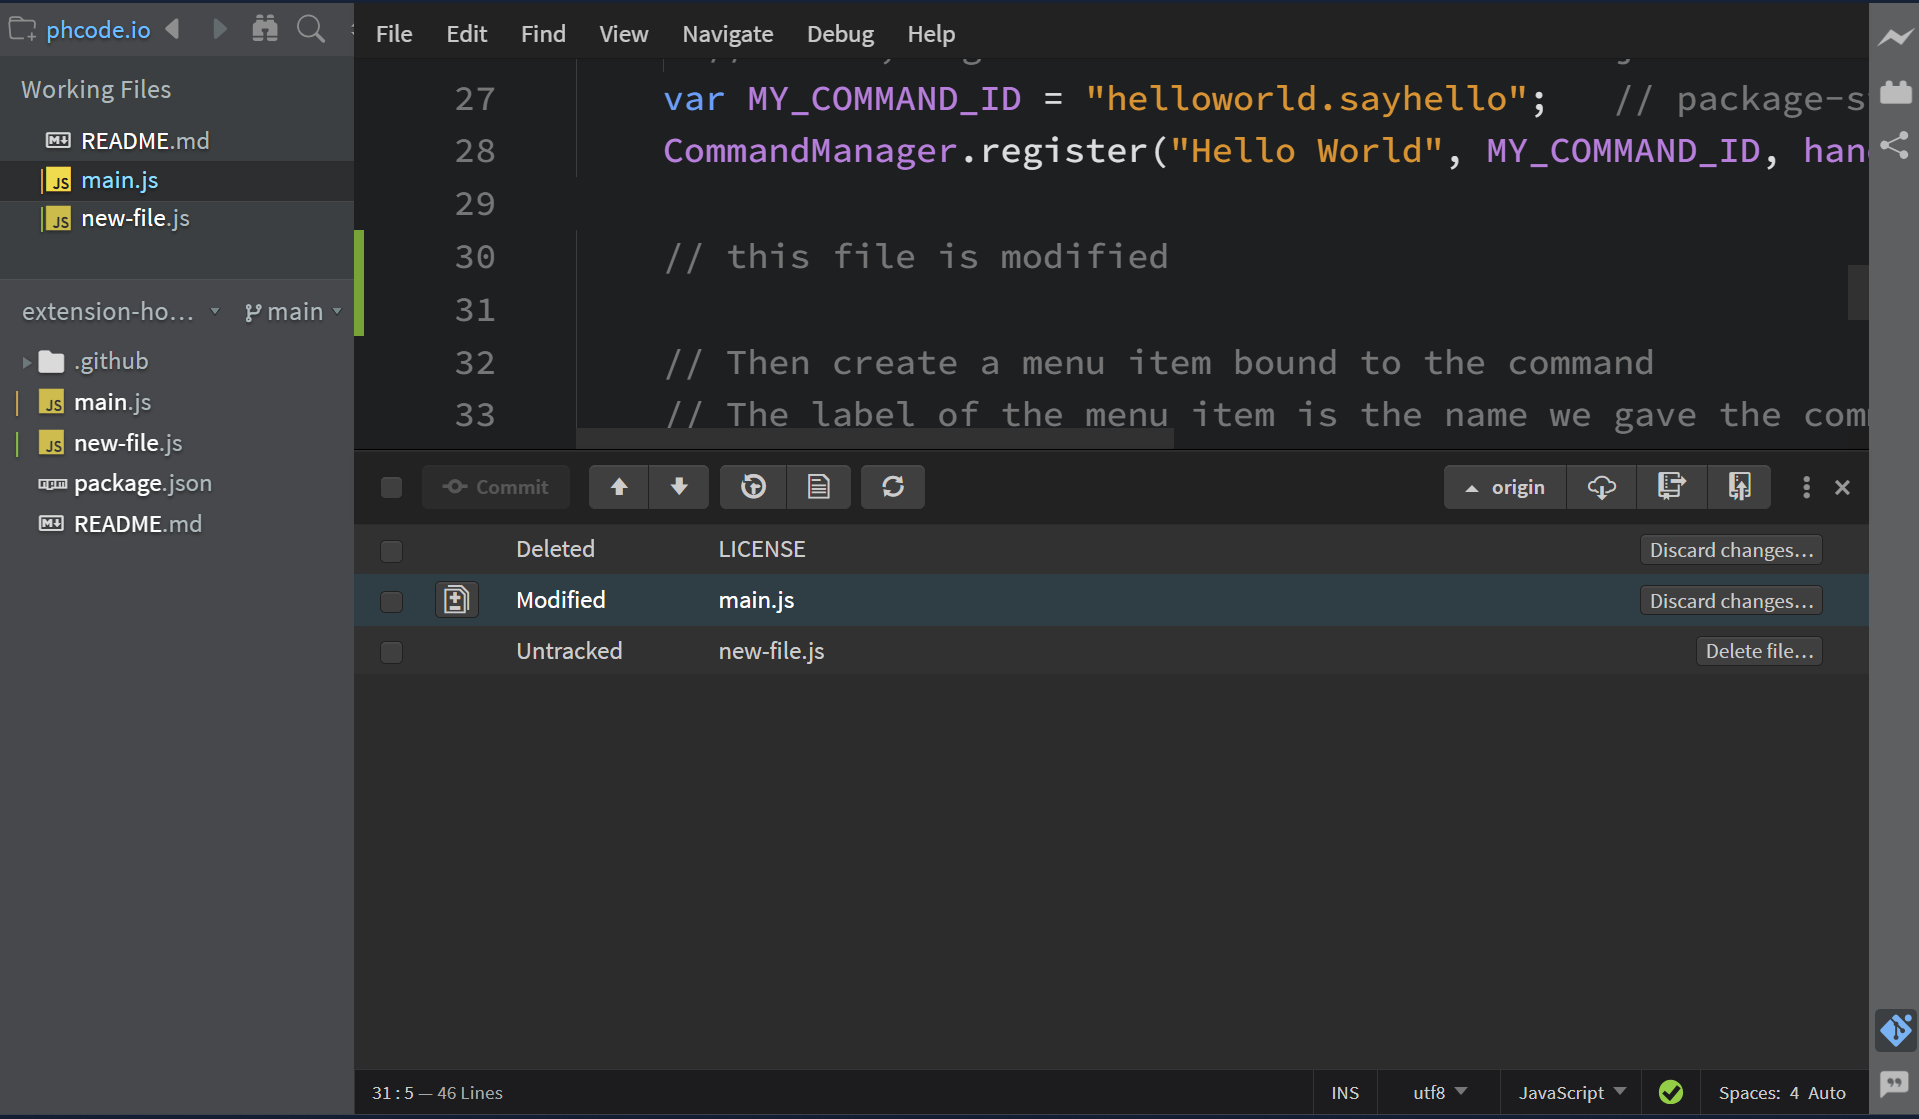 phcode.io
File Edit Find View Navigate Debug Help
Working Files
README.md
main.js
new-file.js
extension-ho... main
.github
main.js
new-file.js
package.json
README.md
27 var MY_COMMAND_ID = "helloworld.sayhello"; // package-s
28 CommandManager.register("Hello World", MY_COMMAND_ID, han
29
30 // this file is modified
31
32 // Then create a menu item bound to the command
33 // The label of the menu item is the name we gave the com
Commit origin
Deleted LICENSE Discard changes...
Modified main.js Discard changes...
Untracked new-file.js Delete file...
31 : 5 — 46 Lines INS utf8 JavaScript Spaces: 4 Auto